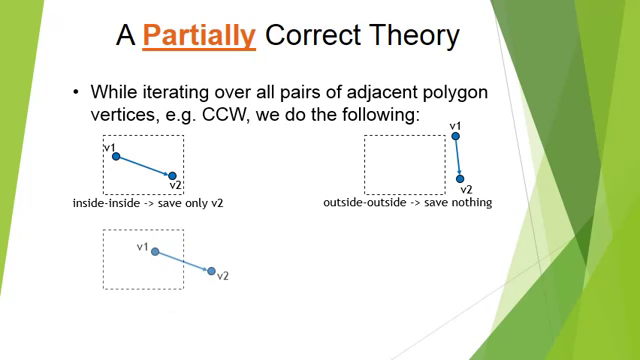 A Partially Correct Theory
• While iterating over all pairs of adjacent polygon
vertices, e.g. CCW, we do the following:
v1
v2
inside-inside -> save only v2
v1
v2
outside-outside -> save nothing
v1
v2